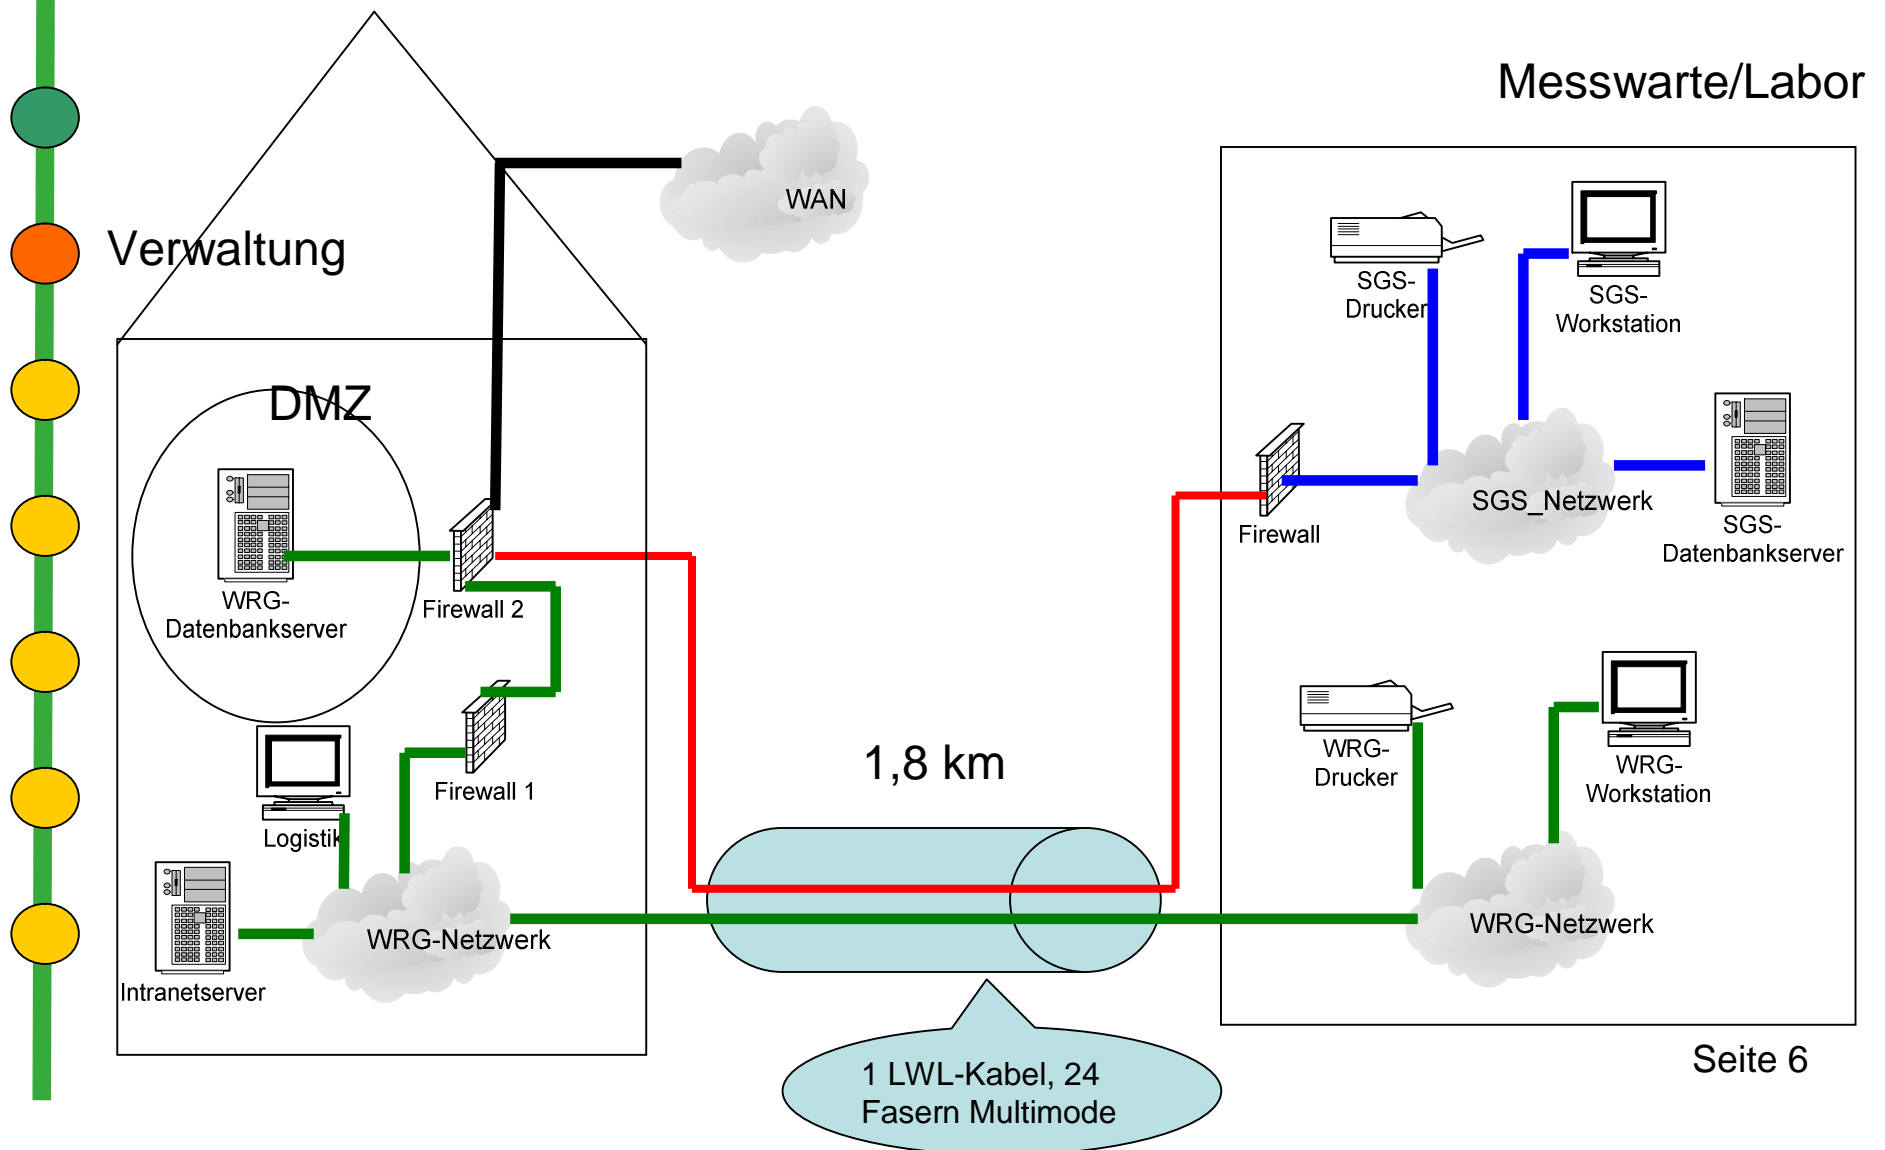 Messwarte/Labor
WAN
Verwaltung
SGS-
Drucker
SGS-
Workstation
DMZ
SGS_Netzwerk
Firewall
SGS-
Datenbankserver
WRG-
Datenbankserver
Firewall 2
1,8 km
WRG-
Drucker
WRG-
Workstation
Firewall 1
Logistik
WRG-Netzwerk
WRG-Netzwerk
Intranetserver
Seite 6
1 LWL-Kabel, 24
Fasern Multimode